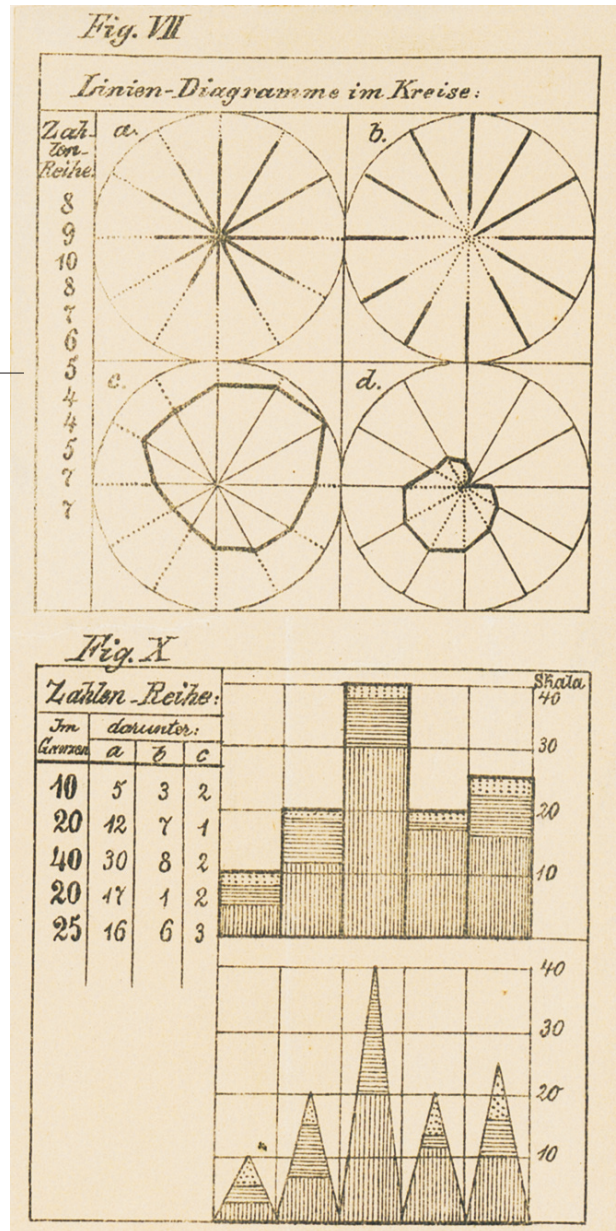 Fig. VII
Linien-Diagramme im Kreise:
Zah-
len-
Reihe:
8
9
10
8
7
6
5
4
4
5
7
7
a.
b.
c.
d.
Fig. X
Zahlen-Reihe:
Im
Ganzen
darunter:
a b c
10 5 3 2
20 12 7 1
40 30 8 2
20 17 1 2
25 16 6 3
Skala
40
30
20
10
40
30
20
10